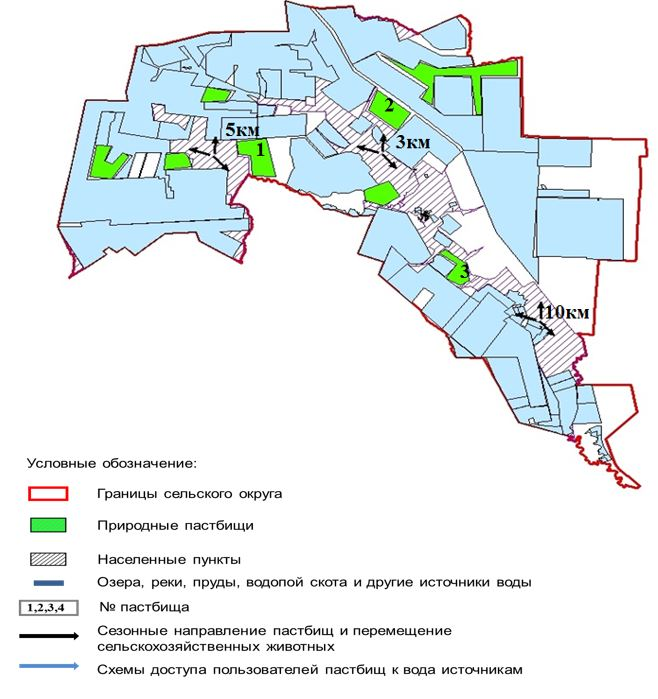 2
5км
3км
1
3
10км
Условные обозначение:
Границы сельского округа
Природные пастбищи
Населенные пункты
Озера, реки, пруды, водопой скота и другие источники воды
1,2,3,4
№ пастбища
Сезонные направление пастбищ и перемещение
сельскохозяйственных животных
Схемы доступа пользователей пастбищ к вода источникам